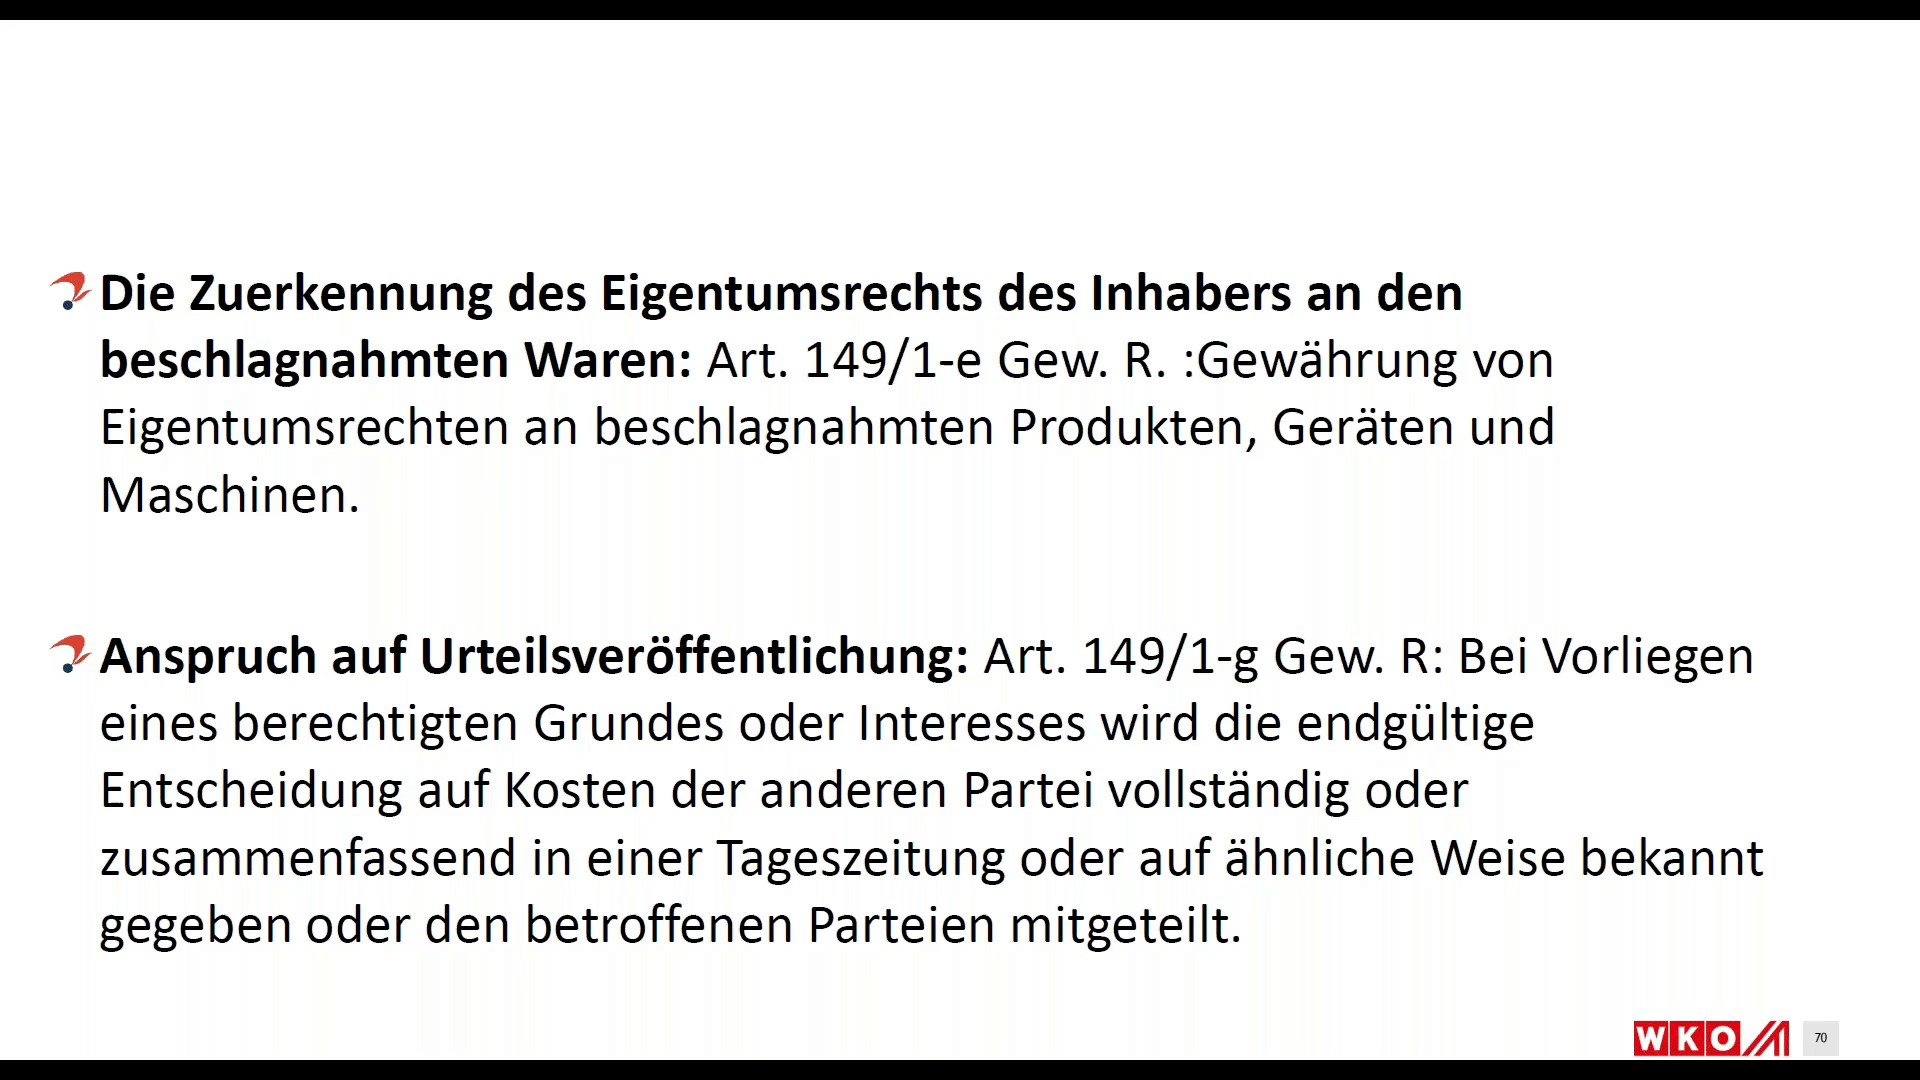 Die Zuerkennung des Eigentumsrechts des Inhabers an den
beschlagnahmten Waren: Art. 149/1-e Gew. R. :Gewährung von
Eigentumsrechten an beschlagnahmten Produkten, Geräten und
Maschinen.
Anspruch auf Urteilsveröffentlichung: Art. 149/1-g Gew. R: Bei Vorliegen
eines berechtigten Grundes oder Interesses wird die endgültige
Entscheidung auf Kosten der anderen Partei vollständig oder
zusammenfassend in einer Tageszeitung oder auf ähnliche Weise bekannt
gegeben oder den betroffenen Parteien mitgeteilt.
WKO 70